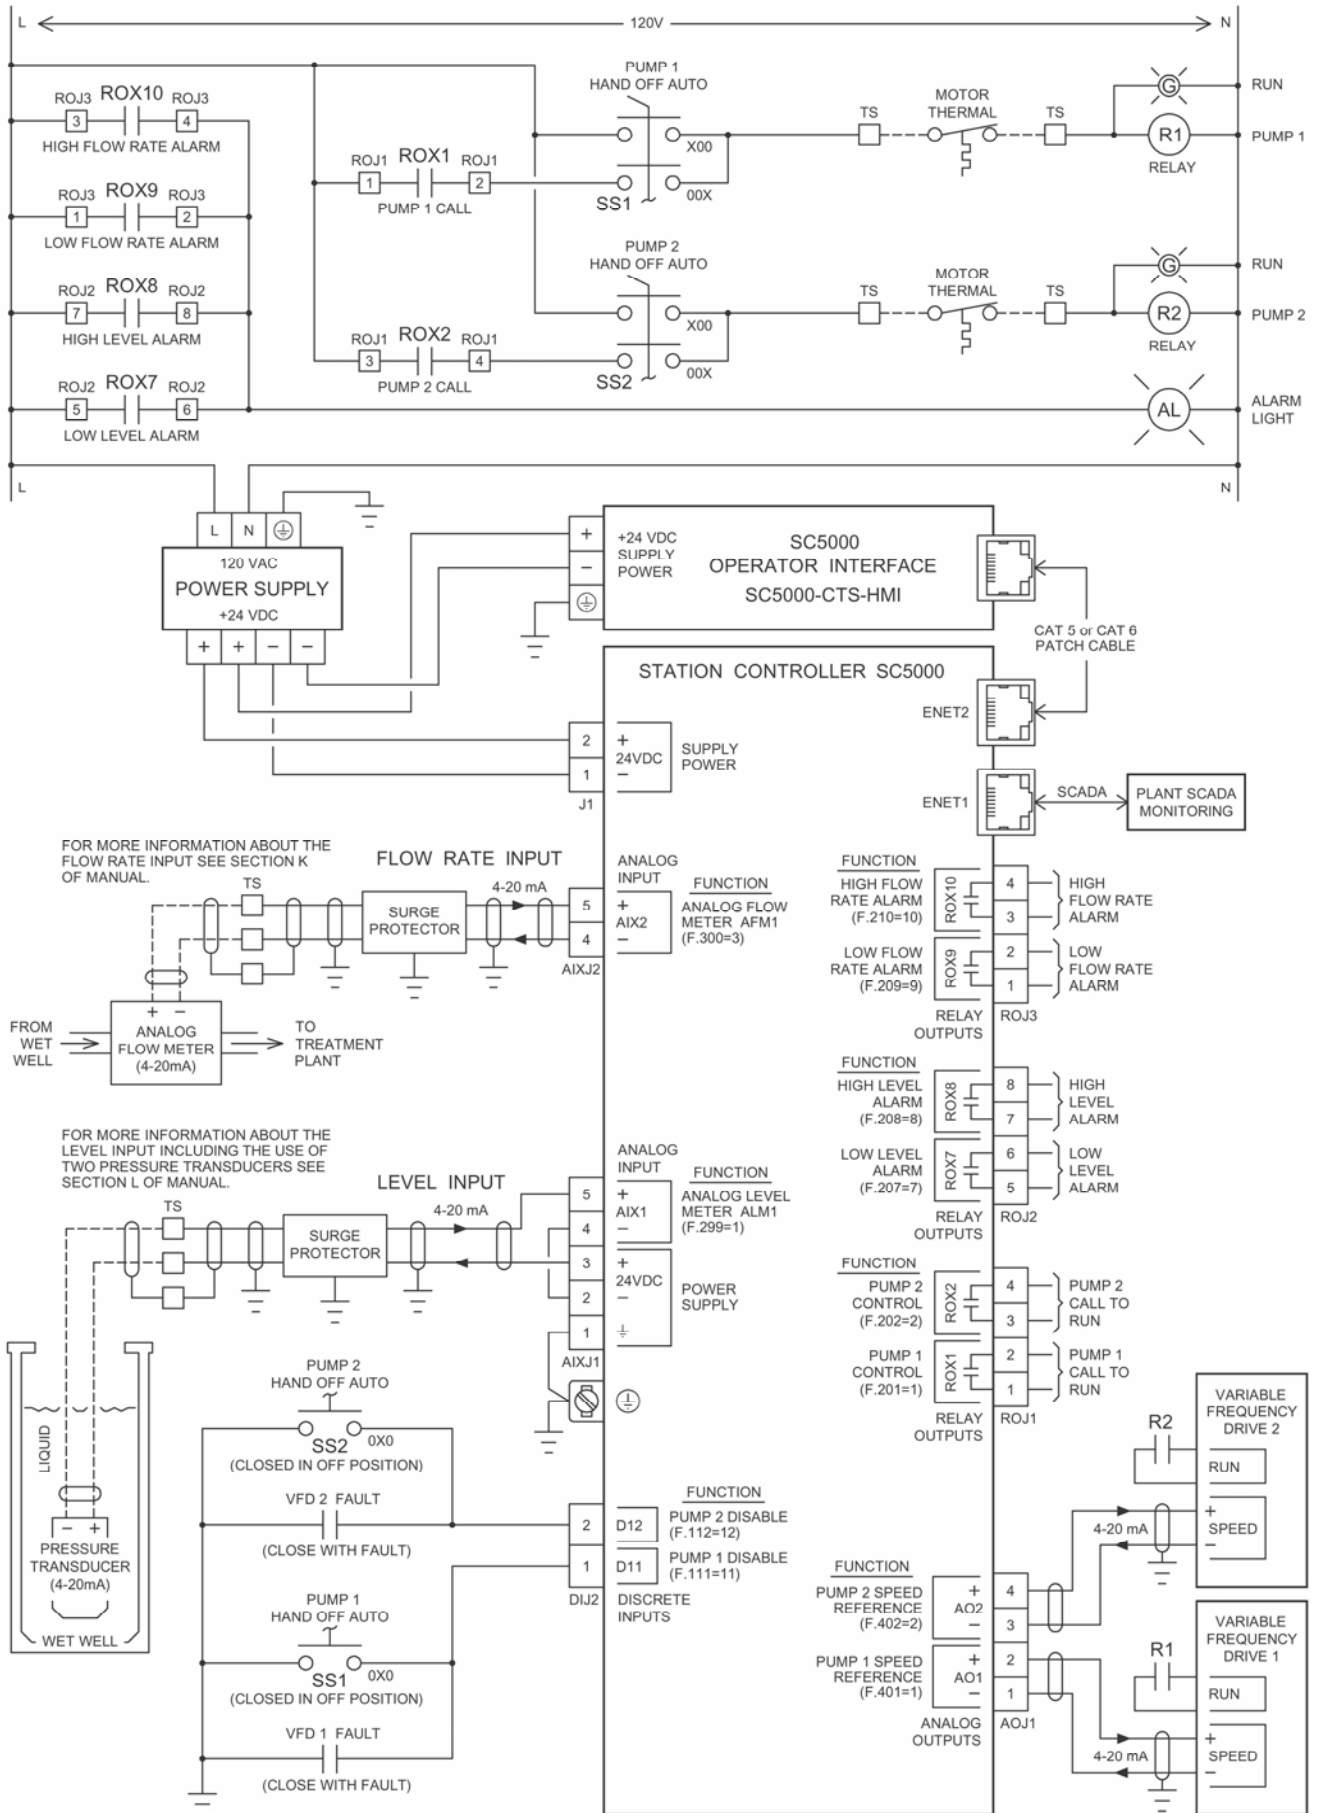 L 120V N
PUMP 1
HAND OFF AUTO
ROJ3 ROX10 ROJ3
3 4
HIGH FLOW RATE ALARM
X00
TS MOTOR THERMAL TS
G RUN
R1 PUMP 1
RELAY
ROJ1 ROX1 ROJ1
1 2
PUMP 1 CALL
SS1 00X
ROJ3 ROX9 ROJ3
1 2
LOW FLOW RATE ALARM
PUMP 2
HAND OFF AUTO
ROJ2 ROX8 ROJ2
7 8
HIGH LEVEL ALARM
X00
TS MOTOR THERMAL TS
G RUN
R2 PUMP 2
RELAY
ROJ1 ROX2 ROJ1
3 4
PUMP 2 CALL
SS2 00X
ROJ2 ROX7 ROJ2
5 6
LOW LEVEL ALARM
AL
ALARM
LIGHT
L N
L N
120 VAC
POWER SUPPLY
+24 VDC
+ + − −
+
−
+24 VDC
SUPPLY
POWER
SC5000
OPERATOR INTERFACE
SC5000-CTS-HMI
CAT 5 or CAT 6
PATCH CABLE
STATION CONTROLLER SC5000
ENET2
2 +
24VDC
1 −
J1
SUPPLY
POWER
ENET1
SCADA
PLANT SCADA
MONITORING
FOR MORE INFORMATION ABOUT THE
FLOW RATE INPUT SEE SECTION K
OF MANUAL.
FLOW RATE INPUT
TS
SURGE
PROTECTOR
4-20 mA
5 +
AIX2
4 −
AIXJ2
ANALOG
INPUT
FUNCTION
ANALOG FLOW
METER AFM1
(F.300=3)
FROM
WET
WELL
+ −
ANALOG
FLOW METER
(4-20mA)
TO
TREATMENT
PLANT
FUNCTION
HIGH FLOW
RATE ALARM
(F.210=10)
ROX10
4
3
HIGH
FLOW RATE
ALARM
LOW FLOW
RATE ALARM
(F.209=9)
ROX9
2
1
LOW
FLOW RATE
ALARM
RELAY
OUTPUTS
ROJ3
FUNCTION
HIGH LEVEL
ALARM
(F.208=8)
ROX8
8
7
HIGH
LEVEL
ALARM
LOW LEVEL
ALARM
(F.207=7)
ROX7
6
5
LOW
LEVEL
ALARM
RELAY
OUTPUTS
ROJ2
FOR MORE INFORMATION ABOUT THE
LEVEL INPUT INCLUDING THE USE OF
TWO PRESSURE TRANSDUCERS SEE
SECTION L OF MANUAL.
LEVEL INPUT
TS
SURGE
PROTECTOR
4-20 mA
ANALOG
INPUT
5 +
AIX1
4 −
3 +
24VDC
2 −
1
AIXJ1
FUNCTION
ANALOG LEVEL
METER ALM1
(F.299=1)
POWER
SUPPLY
FUNCTION
PUMP 2
CONTROL
(F.202=2)
ROX2
4
3
PUMP 2
CALL TO
RUN
PUMP 1
CONTROL
(F.201=1)
ROX1
2
1
PUMP 1
CALL TO
RUN
RELAY
OUTPUTS
ROJ1
LIQUID
− +
PRESSURE
TRANSDUCER
(4-20mA)
WET WELL
PUMP 2
HAND OFF AUTO
SS2 0X0
(CLOSED IN OFF POSITION)
VFD 2 FAULT
(CLOSE WITH FAULT)
PUMP 1
HAND OFF AUTO
SS1 0X0
(CLOSED IN OFF POSITION)
VFD 1 FAULT
(CLOSE WITH FAULT)
FUNCTION
2 D12
PUMP 2 DISABLE
(F.112=12)
1 D11
PUMP 1 DISABLE
(F.111=11)
DIJ2
DISCRETE
INPUTS
FUNCTION
PUMP 2 SPEED
REFERENCE
(F.402=2)
+
AO2
−
4
3
PUMP 1 SPEED
REFERENCE
(F.401=1)
+
AO1
−
2
1
ANALOG
OUTPUTS
AOJ1
VARIABLE
FREQUENCY
DRIVE 2
R2
RUN
4-20 mA
+
SPEED
−
VARIABLE
FREQUENCY
DRIVE 1
R1
RUN
4-20 mA
+
SPEED
−